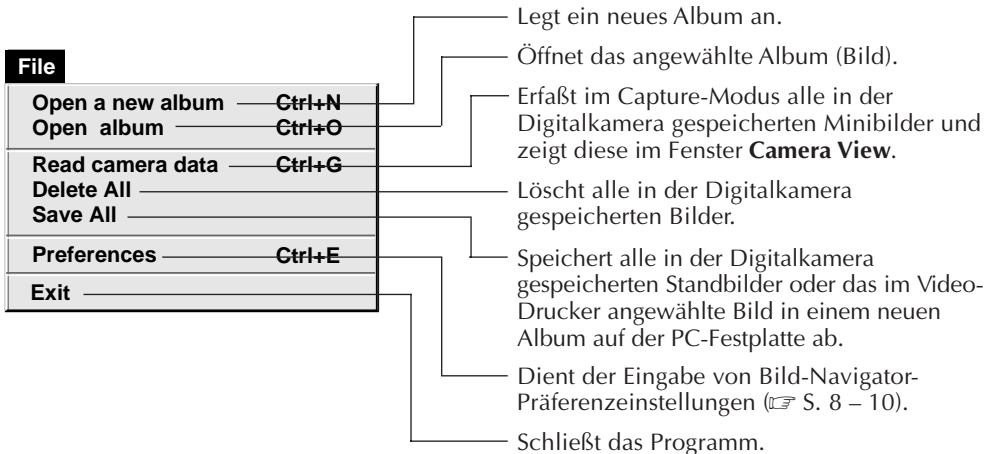 File
Open a new album Ctrl+N
Open album Ctrl+O
Read camera data Ctrl+G
Delete All
Save All
Preferences Ctrl+E
Exit
Legt ein neues Album an.
Öffnet das angewählte Album (Bild).
Erfaßt im Capture-Modus alle in der
Digitalkamera gespeicherten Minibilder und
zeigt diese im Fenster Camera View.
Löscht alle in der Digitalkamera
gespeicherten Bilder.
Speichert alle in der Digitalkamera
gespeicherten Standbilder oder das im Video-
Drucker angewählte Bild in einem neuen
Album auf der PC-Festplatte ab.
Dient der Eingabe von Bild-Navigator-
Präferenzeinstellungen (☞ S. 8 – 10).
Schließt das Programm.